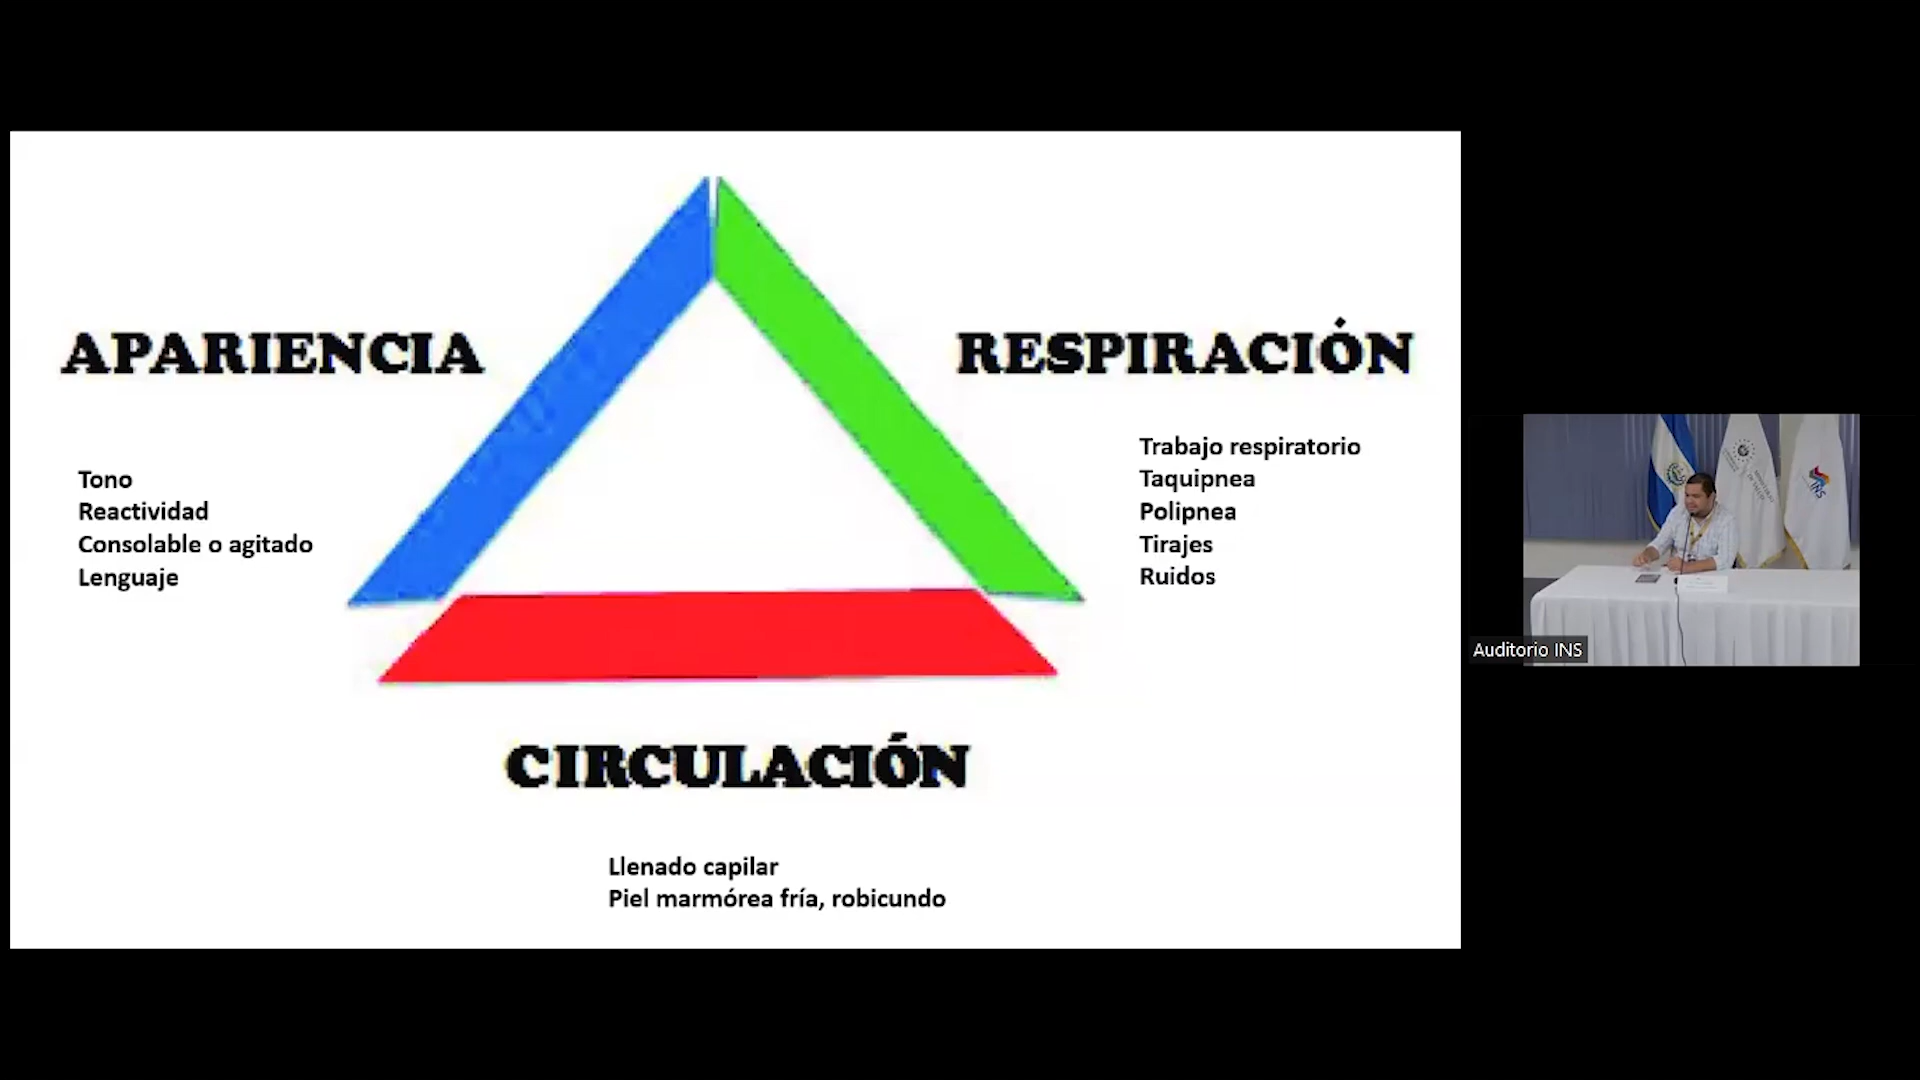 APARIENCIA
Tono
Reactividad
Consolable o agitado
Lenguaje
RESPIRACIÓN
Trabajo respiratorio
Taquipnea
Polipnea
Tirajes
Ruidos
CIRCULACIÓN
Llenado capilar
Piel marmórea fría, robicundo
INS
Auditorio INS